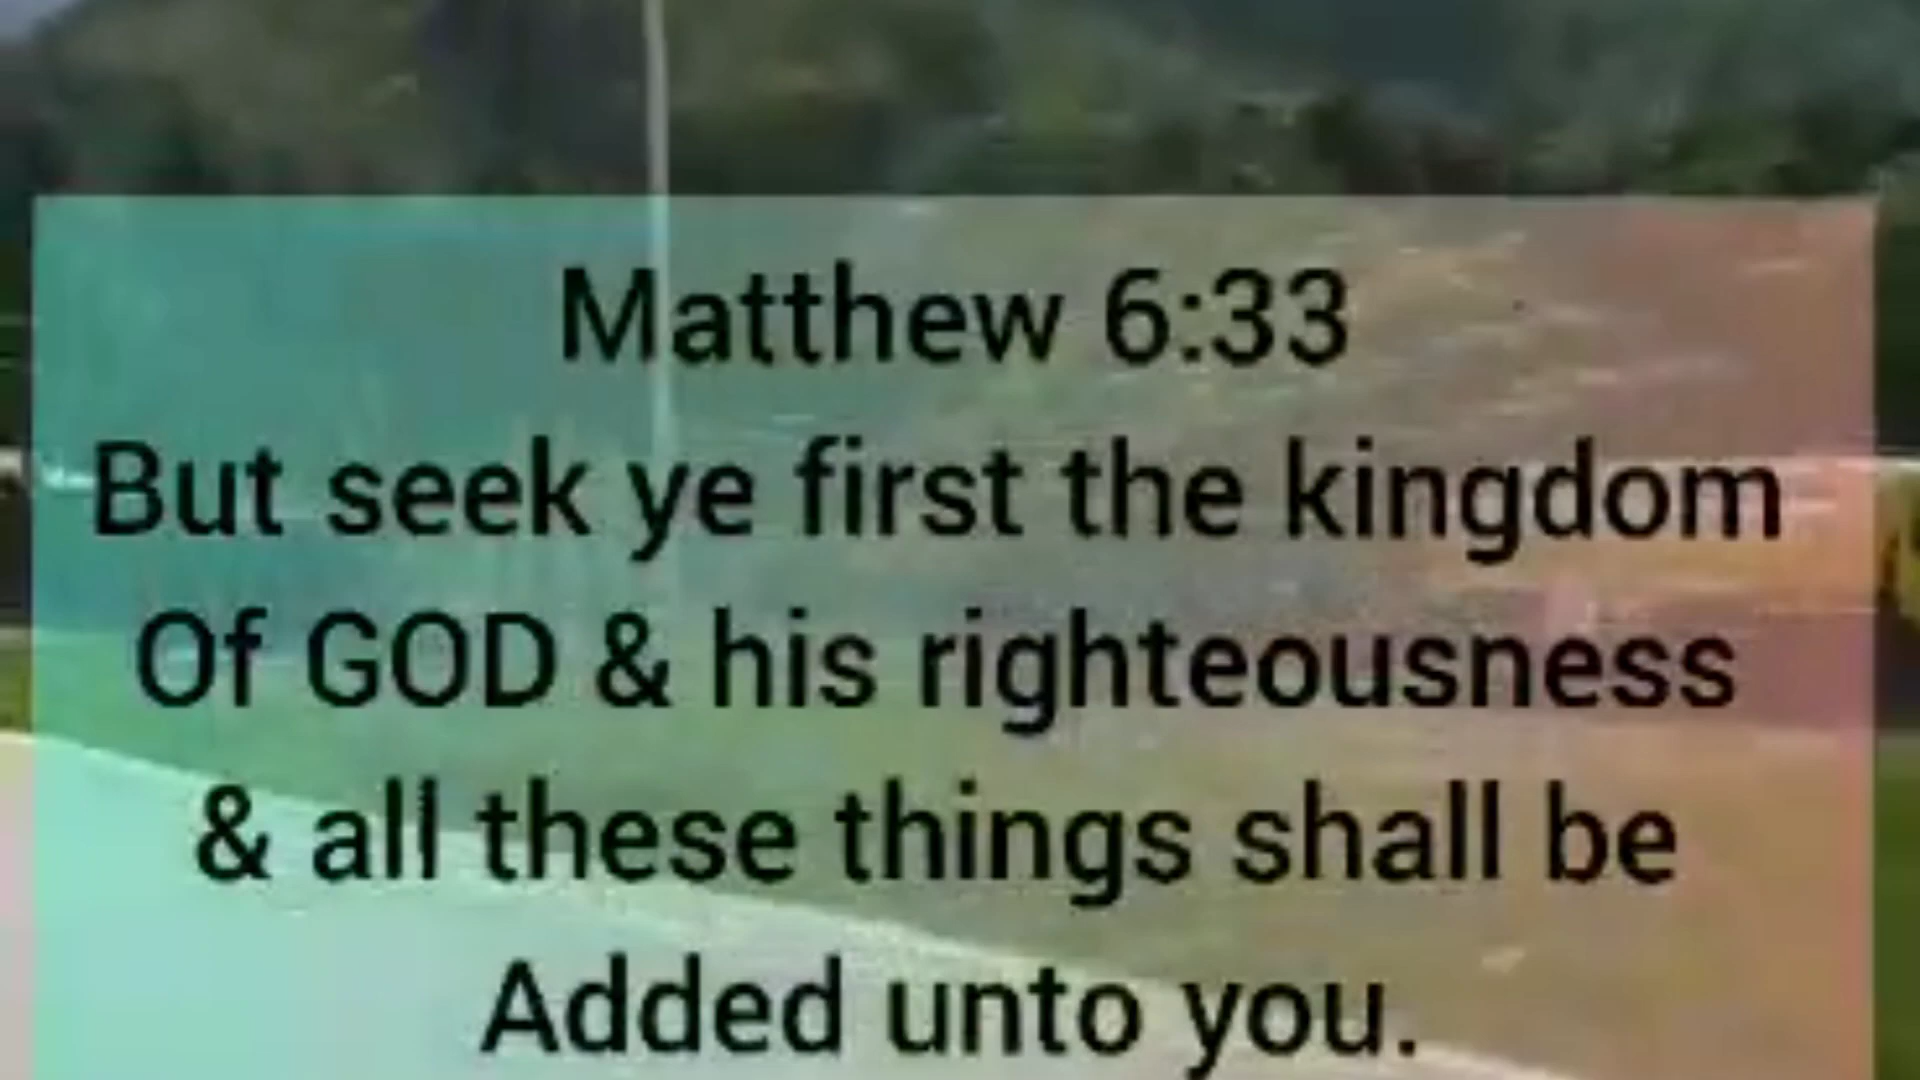 Matthew 6:33
But seek ye first the kingdom
Of GOD & his righteousness
& all these things shall be
Added unto you.